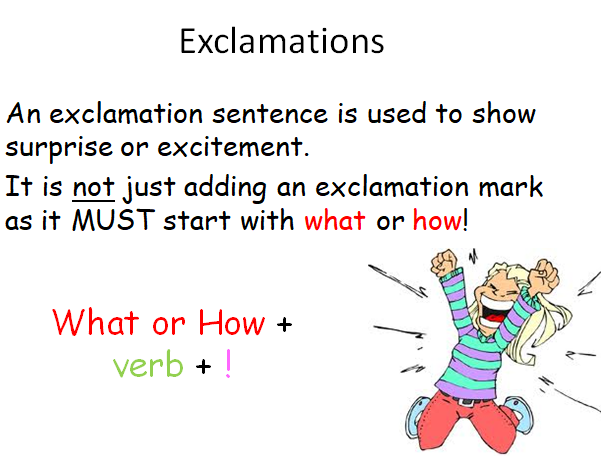 Exclamations
An exclamation sentence is used to show
surprise or excitement.
It is not just adding an exclamation mark
as it MUST start with what or how!
What or How +
verb + !